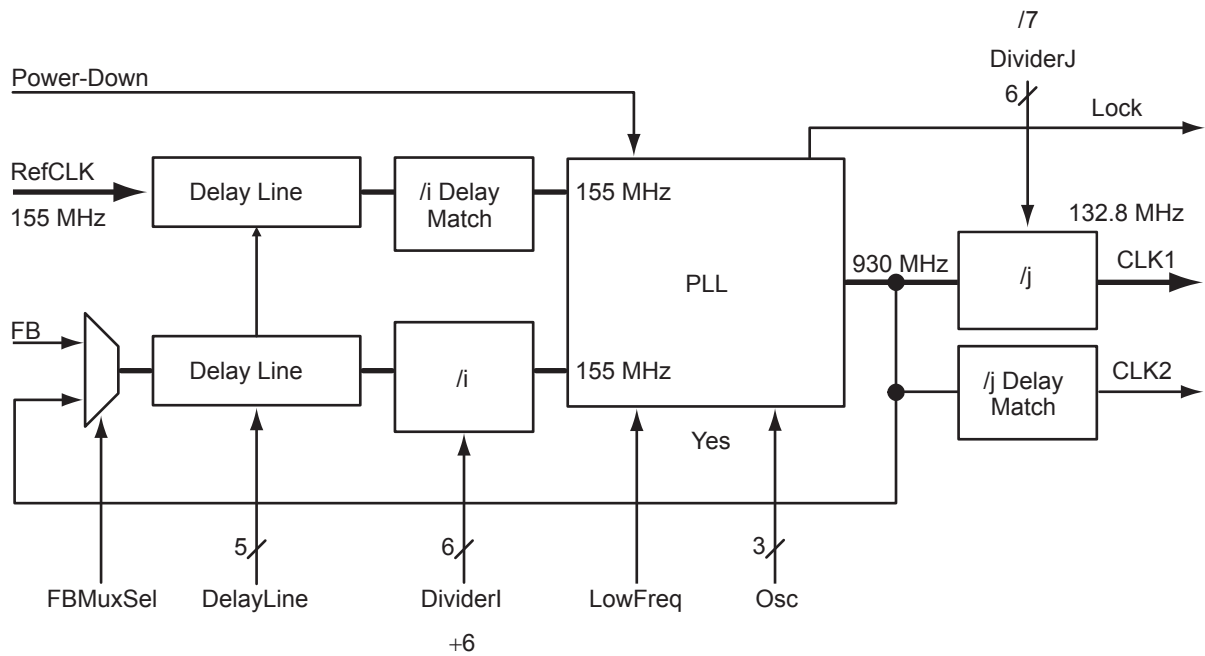 /7
DividerJ
6
Power-Down
Lock
RefCLK
155 MHz
Delay Line
/i Delay
Match
155 MHz
PLL
930 MHz
/j
132.8 MHz
CLK1
FB
Delay Line
/i
155 MHz
/j Delay
Match
CLK2
Yes
5
6
3
FBMuxSel
DelayLine
DividerI
LowFreq
Osc
+6